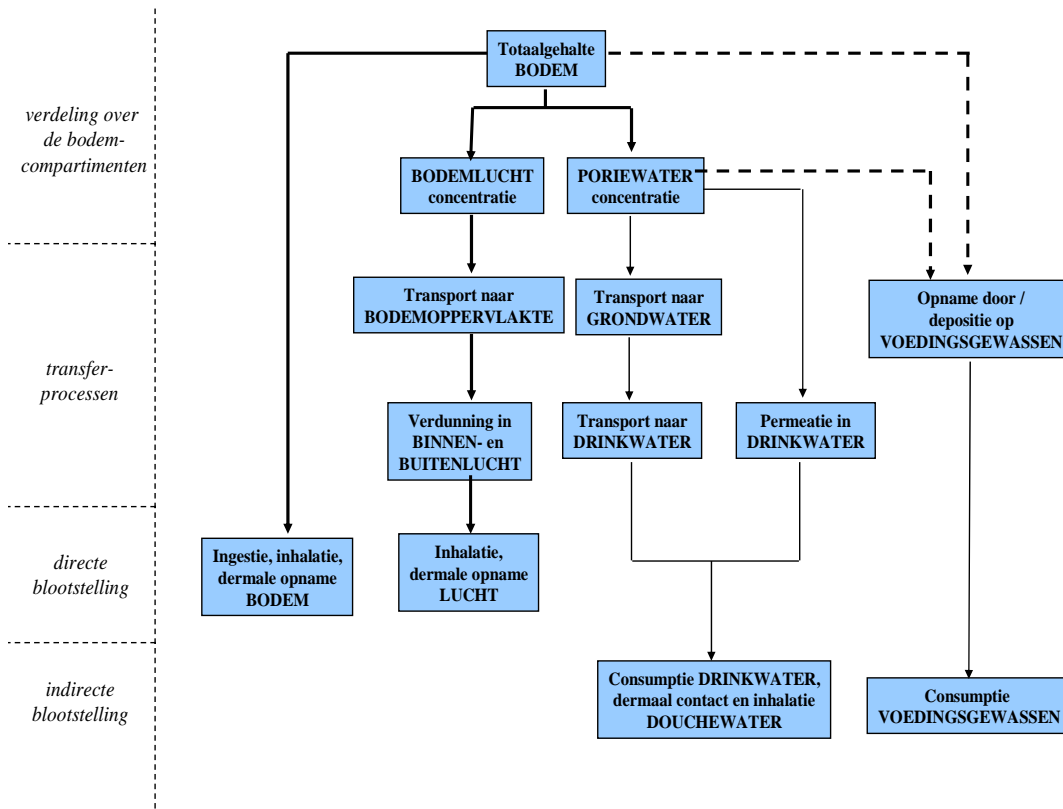 Totaalgehalte
BODEM
verdeling over
de bodem-
compartimenten
BODEMLUCHT
concentratie
PORIEWATER
concentratie
Transport naar
BODEMOPPERVLAKTE
Transport naar
GRONDWATER
Opname door /
depositie op
VOEDINGSGEWASSEN
transfer-
processen
Verdunning in
BINNEN- en
BUITENLUCHT
Transport naar
DRINKWATER
Permeatie in
DRINKWATER
directe
blootstelling
Ingestie, inhalatie,
dermale opname
BODEM
Inhalatie,
dermale opname
LUCHT
indirecte
blootstelling
Consumptie DRINKWATER,
dermaal contact en inhalatie
DOUCHEWATER
Consumptie
VOEDINGSGEWASSEN